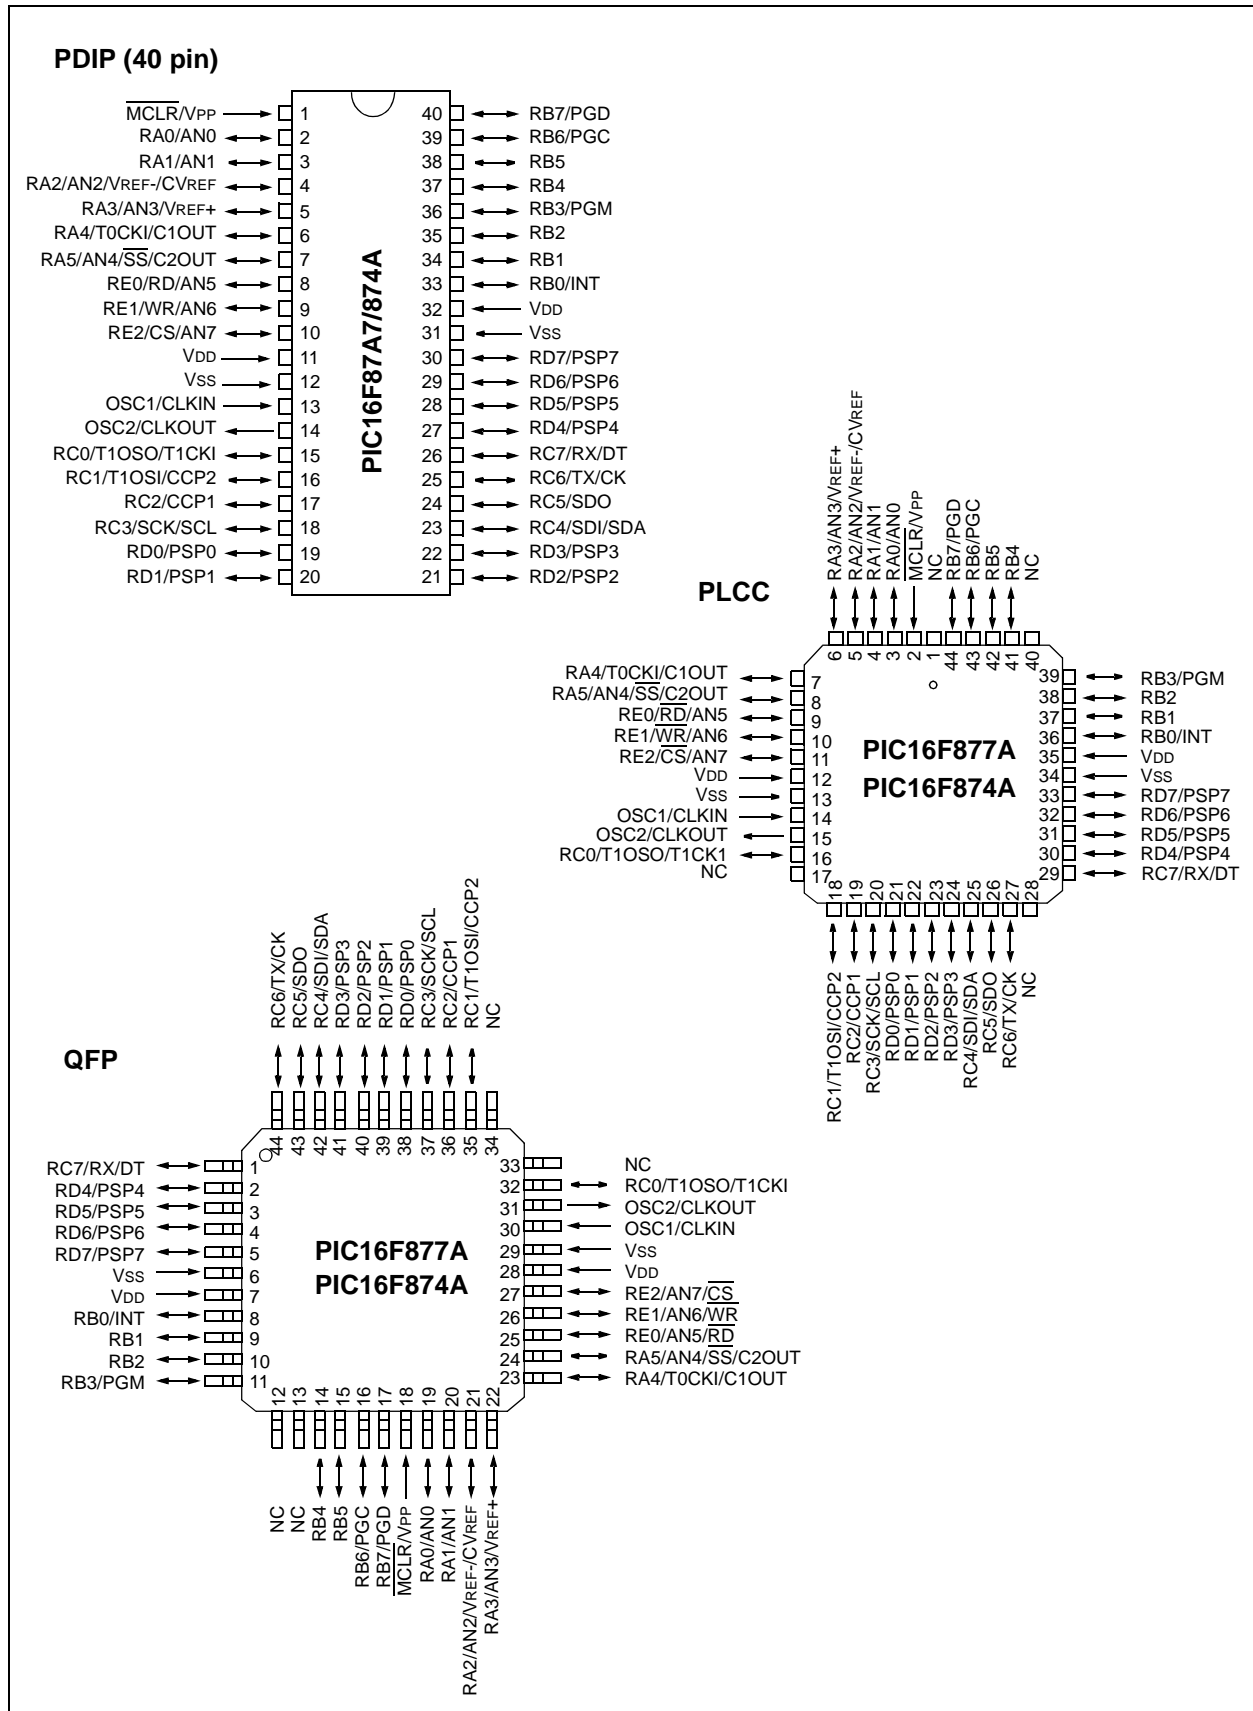 PDIP (40 pin)
MCLR/VPP 1 40 RB7/PGD
RA0/AN0 2 39 RB6/PGC
RA1/AN1 3 38 RB5
RA2/AN2/VREF-/CVREF 4 37 RB4
RA3/AN3/VREF+ 5 36 RB3/PGM
RA4/T0CKI/C1OUT 6 35 RB2
RA5/AN4/SS/C2OUT 7 34 RB1
RE0/RD/AN5 8 33 RB0/INT
RE1/WR/AN6 9 32 VDD
RE2/CS/AN7 10 31 VSS
VDD 11 30 RD7/PSP7
VSS 12 29 RD6/PSP6
OSC1/CLKIN 13 28 RD5/PSP5
OSC2/CLKOUT 14 27 RD4/PSP4
RC0/T1OSO/T1CKI 15 26 RC7/RX/DT
RC1/T1OSI/CCP2 16 25 RC6/TX/CK
RC2/CCP1 17 24 RC5/SDO
RC3/SCK/SCL 18 23 RC4/SDI/SDA
RD0/PSP0 19 22 RD3/PSP3
RD1/PSP1 20 21 RD2/PSP2
PIC16F87A7/874A
PLCC
RA3/AN3/VREF+ 6
RA2/AN2/VREF-/CVREF 5
RA1/AN1 4
RA0/AN0 3
MCLR/VPP 2
NC 1
RB7/PGD 44
RB6/PGC 43
RB5 42
RB4 41
NC 40
RA4/T0CKI/C1OUT 7
RA5/AN4/SS/C2OUT 8
RE0/RD/AN5 9
RE1/WR/AN6 10
RE2/CS/AN7 11
VDD 12
VSS 13
OSC1/CLKIN 14
OSC2/CLKOUT 15
RC0/T1OSO/T1CK1 16
NC 17
PIC16F877A
PIC16F874A
39 RB3/PGM
38 RB2
37 RB1
36 RB0/INT
35 VDD
34 VSS
33 RD7/PSP7
32 RD6/PSP6
31 RD5/PSP5
30 RD4/PSP4
29 RC7/RX/DT
18 RC1/T1OSI/CCP2
19 RC2/CCP1
20 RC3/SCK/SCL
21 RD0/PSP0
22 RD1/PSP1
23 RD2/PSP2
24 RD3/PSP3
25 RC4/SDI/SDA
26 RC5/SDO
27 RC6/TX/CK
28 NC
QFP
RC6/TX/CK 44
RC5/SDO 43
RC4/SDI/SDA 42
RD3/PSP3 41
RD2/PSP2 40
RD1/PSP1 39
RD0/PSP0 38
RC3/SCK/SCL 37
RC2/CCP1 36
RC1/T1OSI/CCP2 35
NC 34
RC7/RX/DT 1
RD4/PSP4 2
RD5/PSP5 3
RD6/PSP6 4
RD7/PSP7 5
VSS 6
VDD 7
RB0/INT 8
RB1 9
RB2 10
RB3/PGM 11
PIC16F877A
PIC16F874A
33 NC
32 RC0/T1OSO/T1CKI
31 OSC2/CLKOUT
30 OSC1/CLKIN
29 VSS
28 VDD
27 RE2/AN7/CS
26 RE1/AN6/WR
25 RE0/AN5/RD
24 RA5/AN4/SS/C2OUT
23 RA4/T0CKI/C1OUT
12 NC
13 NC
14 RB4
15 RB5
16 RB6/PGC
17 RB7/PGD
18 MCLR/VPP
19 RA0/AN0
20 RA1/AN1
21 RA2/AN2/VREF-/CVREF
22 RA3/AN3/VREF+